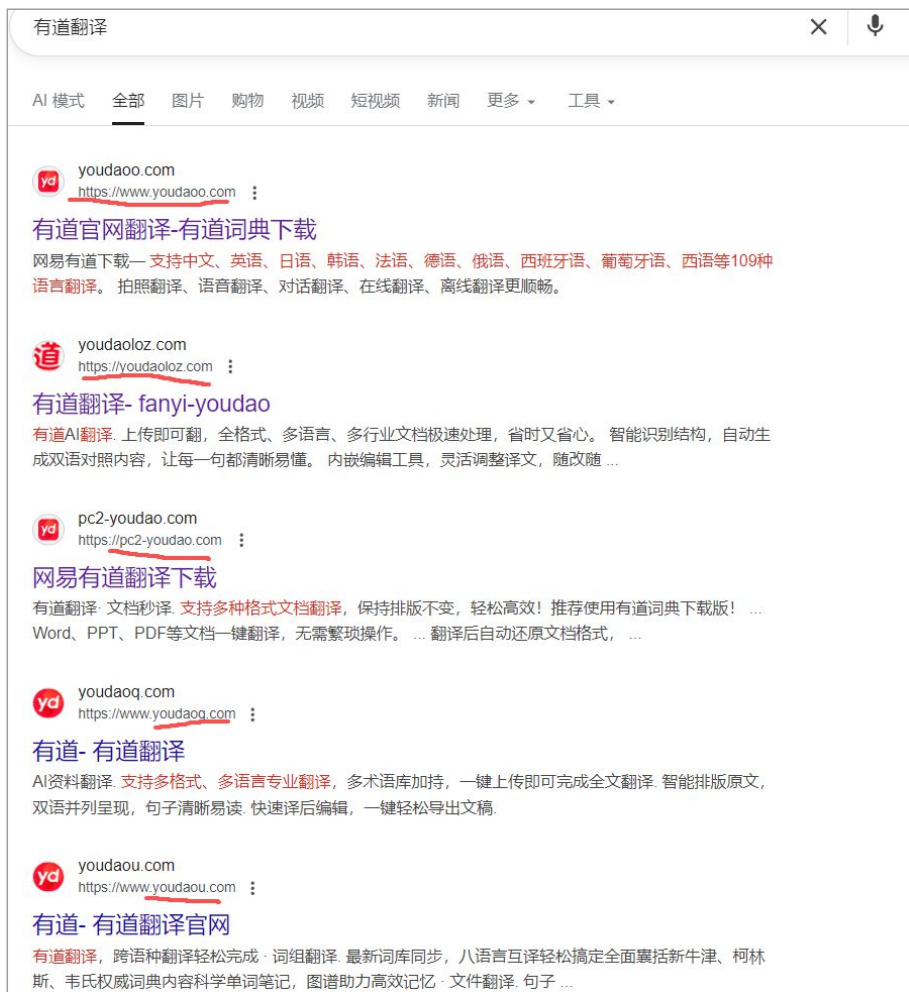 有道翻译
AI 模式 全部 图片 购物 视频 短视频 新闻 更多 工具
yd
youdaoo.com
https://www.youdaoo.com
有道官网翻译-有道词典下载
网易有道下载— 支持中文、英语、日语、韩语、法语、德语、俄语、西班牙语、葡萄牙语、西语等109种
语言翻译。 拍照翻译、语音翻译、对话翻译、在线翻译、离线翻译更顺畅。
道
youdaoloz.com
https://youdaoloz.com
有道翻译- fanyi-youdao
有道AI翻译. 上传即可翻，全格式、多语言、多行业文档极速处理，省时又省心。 智能识别结构，自动生
成双语对照内容，让每一句都清晰易懂。 内嵌编辑工具，灵活调整译文，随改随 ...
yd
pc2-youdao.com
https://pc2-youdao.com
网易有道翻译下载
有道翻译· 文档秒译. 支持多种格式文档翻译，保持排版不变，轻松高效！推荐使用有道词典下载版！ ...
Word、PPT、PDF等文档一键翻译，无需繁琐操作。 ... 翻译后自动还原文档格式， ...
yd
youdaoq.com
https://www.youdaoq.com
有道- 有道翻译
AI资料翻译. 支持多格式、多语言专业翻译，多术语库加持，一键上传即可完成全文翻译. 智能排版原文，
双语并列呈现，句子清晰易读. 快速译后编辑，一键轻松导出文稿.
yd
youdaou.com
https://www.youdaou.com
有道- 有道翻译官网
有道翻译，跨语种翻译轻松完成 · 词组翻译. 最新词库同步，八语言互译轻松搞定全面囊括新牛津、柯林
斯、韦氏权威词典内容科学单词笔记，图谱助力高效记忆 · 文件翻译. 句子 ...